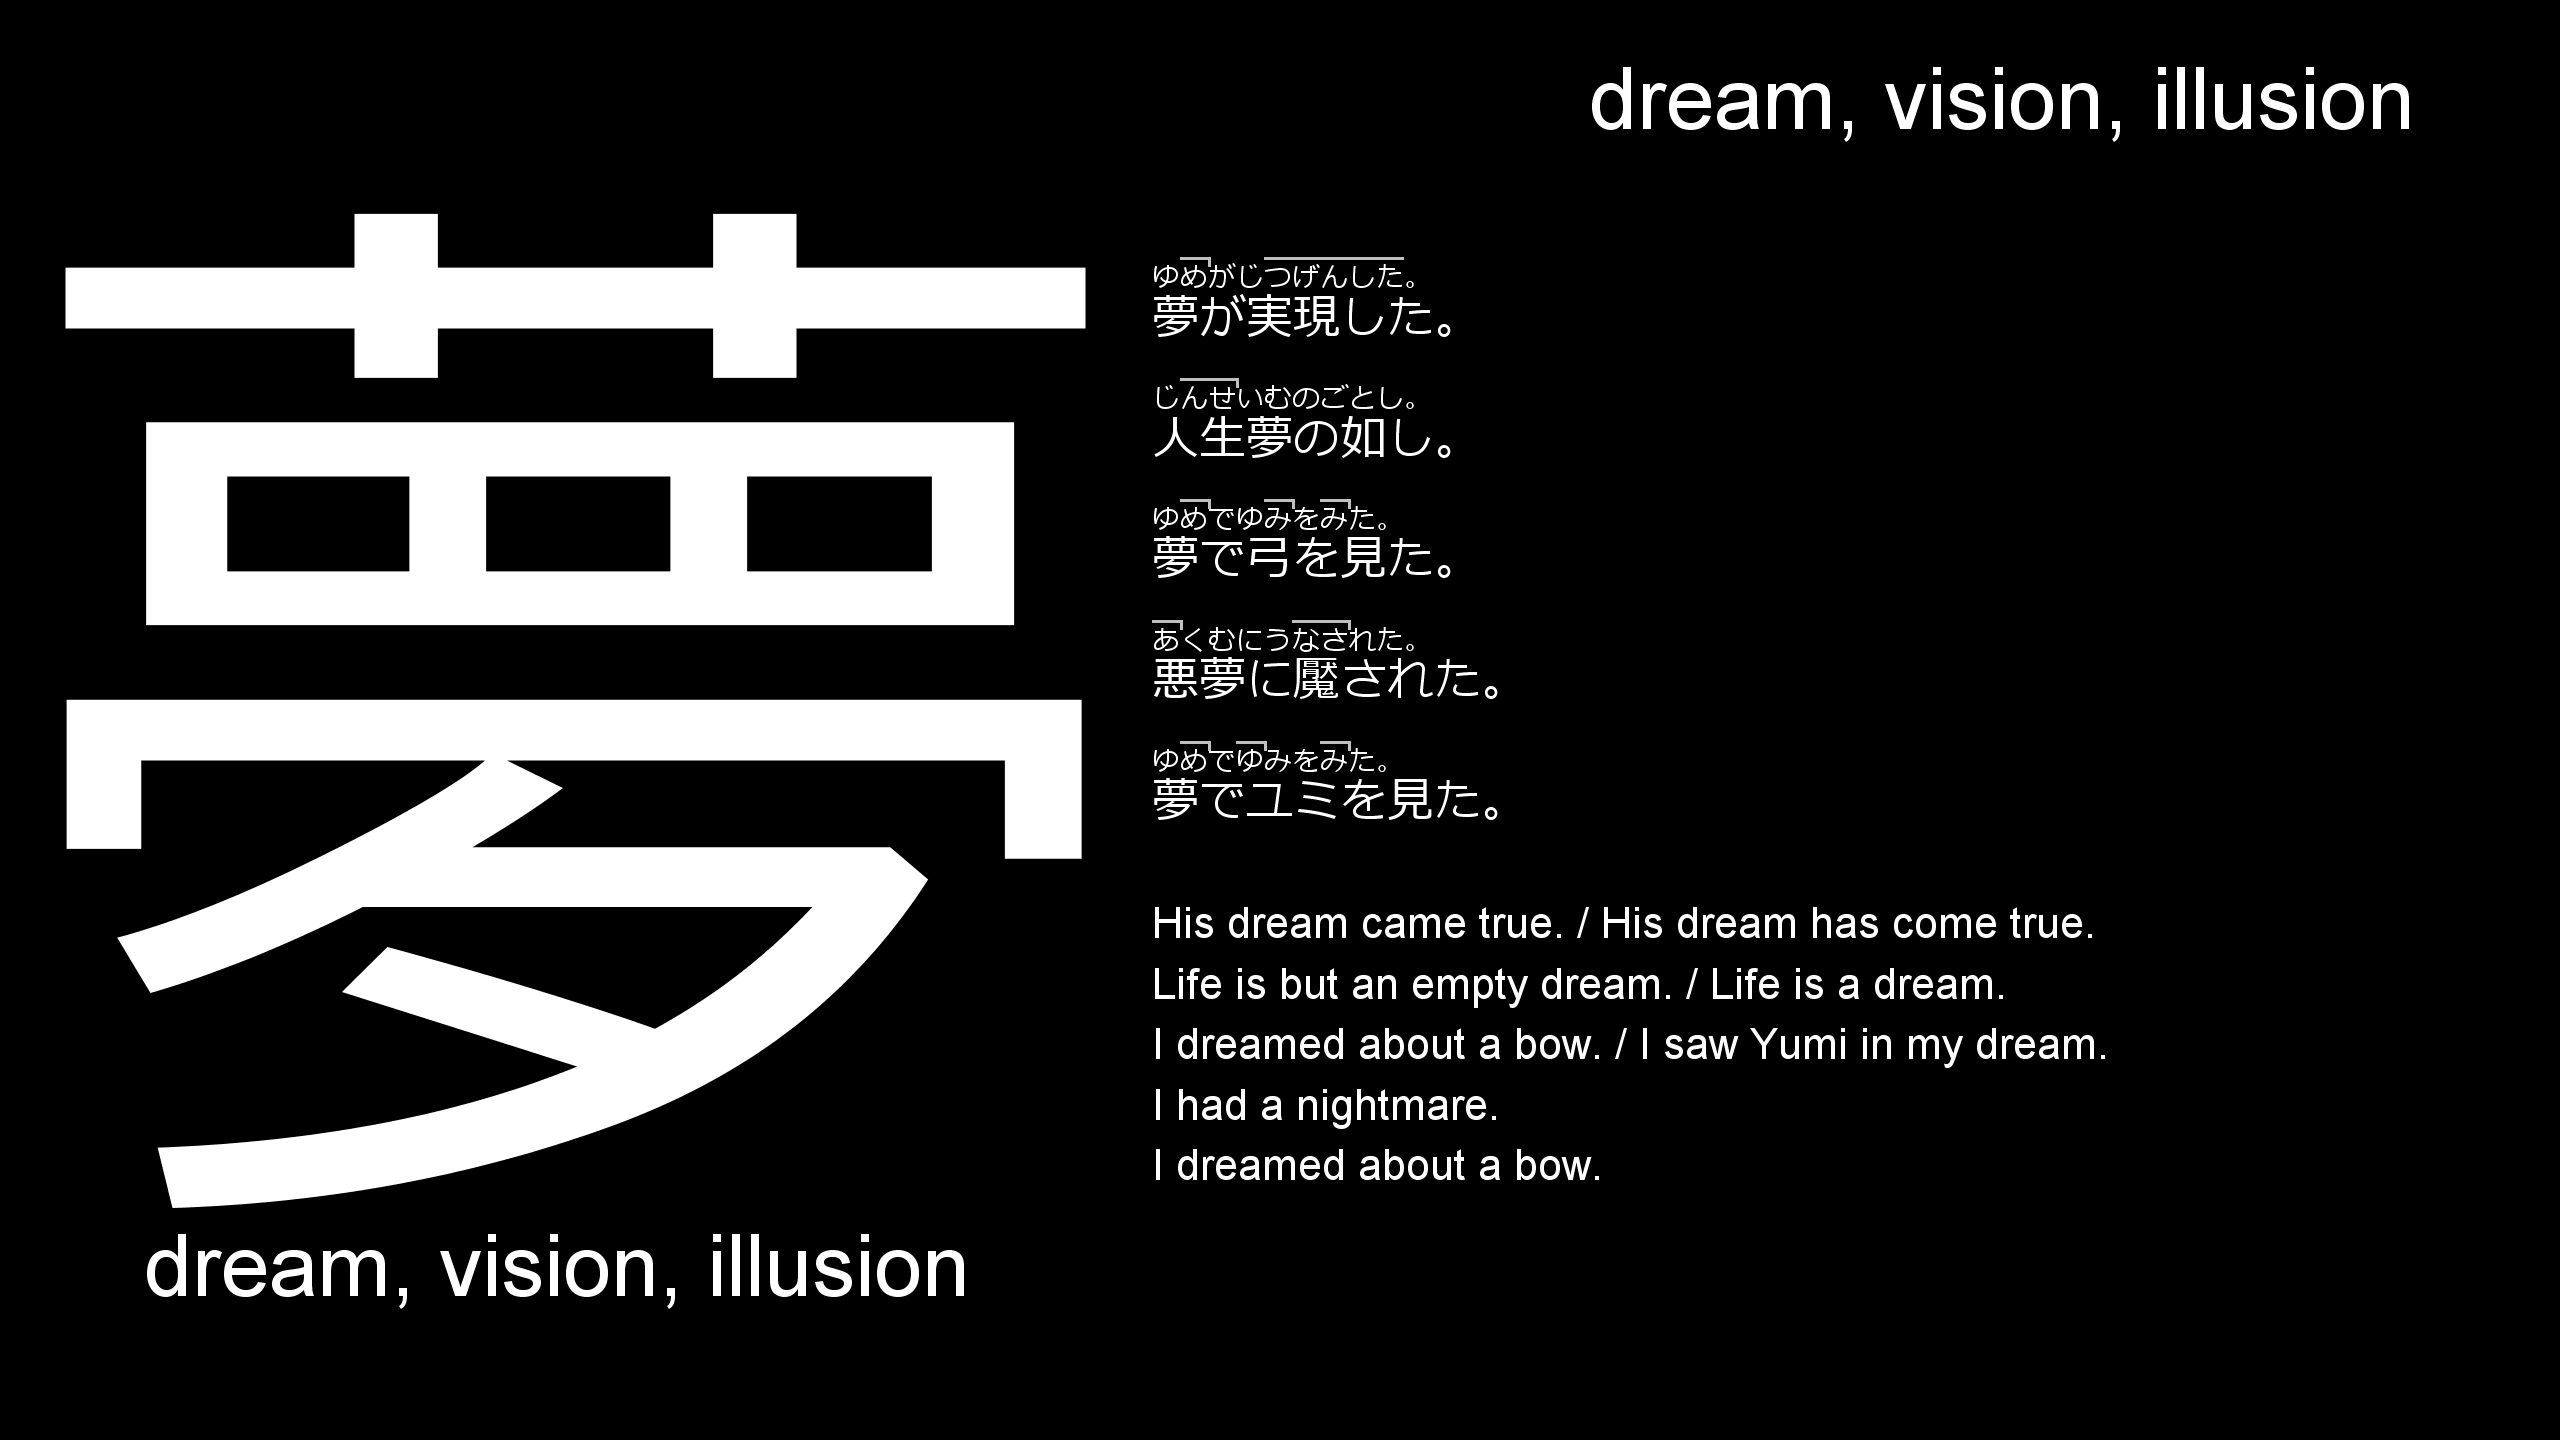 dream, vision, illusion
夢
ゆめがじつげんした。
夢が実現した。
じんせいむのごとし。
人生夢の如し。
ゆめでゆみをみた。
夢で弓を見た。
あくむにうなされた。
悪夢に魘された。
ゆめでゆみをみた。
夢でユミを見た。
His dream came true. / His dream has come true.
Life is but an empty dream. / Life is a dream.
I dreamed about a bow. / I saw Yumi in my dream.
I had a nightmare.
I dreamed about a bow.
dream, vision, illusion